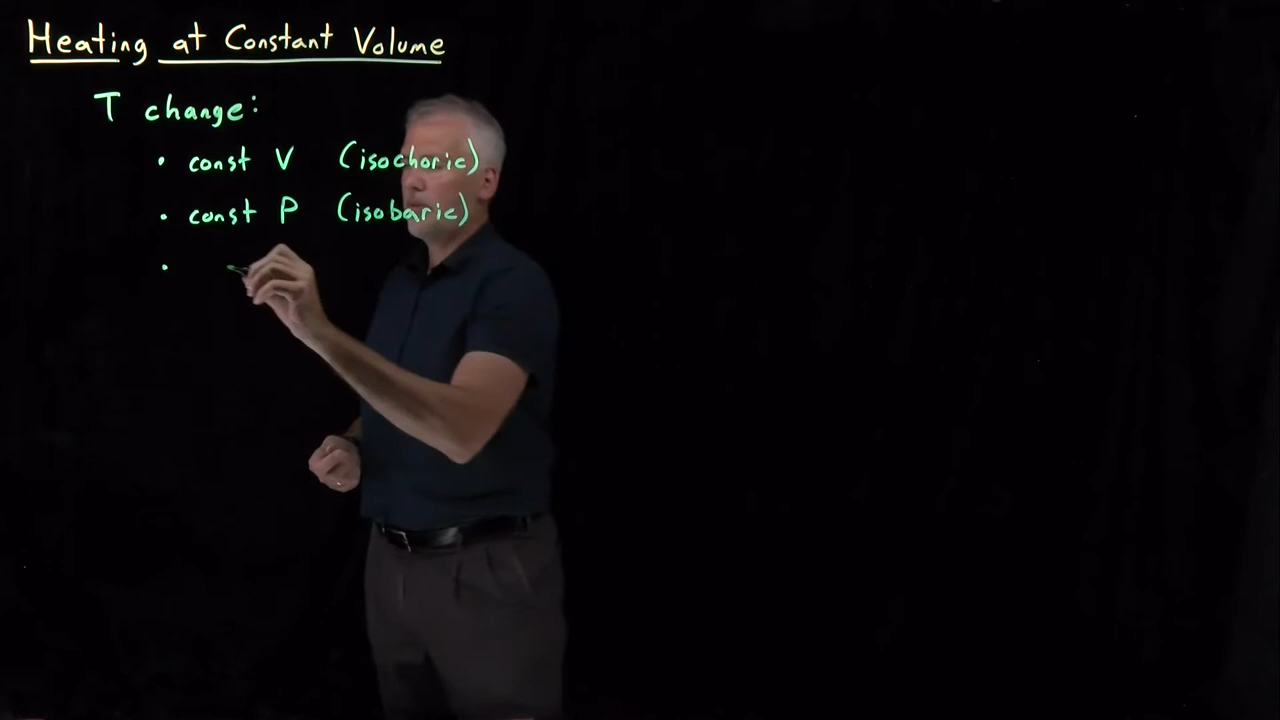 Heating at Constant Volume
T change:
• const V (isochoric)
• const P (isobaric)
•